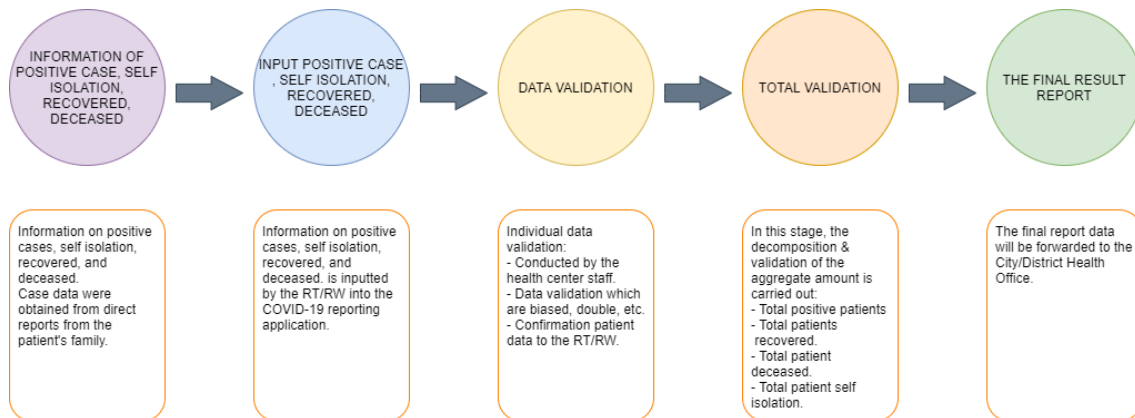 INFORMATION OF
POSITIVE CASE, SELF
ISOLATION,
RECOVERED,
DECEASED
INPUT POSITIVE CASE
, SELF ISOLATION,
RECOVERED,
DECEASED
DATA VALIDATION
TOTAL VALIDATION
THE FINAL RESULT
REPORT
Information on positive
cases, self isolation,
recovered, and
deceased.
Case data were
obtained from direct
reports from the
patient's family.
Information on positive
cases, self isolation,
recovered, and
deceased. is inputted
by the RT/RW into the
COVID-19 reporting
application.
Individual data
validation:
- Conducted by the
health center staff.
- Data validation which
are biased, double, etc.
- Confirmation patient
data to the RT/RW.
In this stage, the
decomposition &
validation of the
aggregate amount is
carried out:
- Total positive patients
- Total patients
recovered.
- Total patient
deceased.
- Total patient self
isolation.
The final report data
will be forwarded to the
City/District Health
Office.